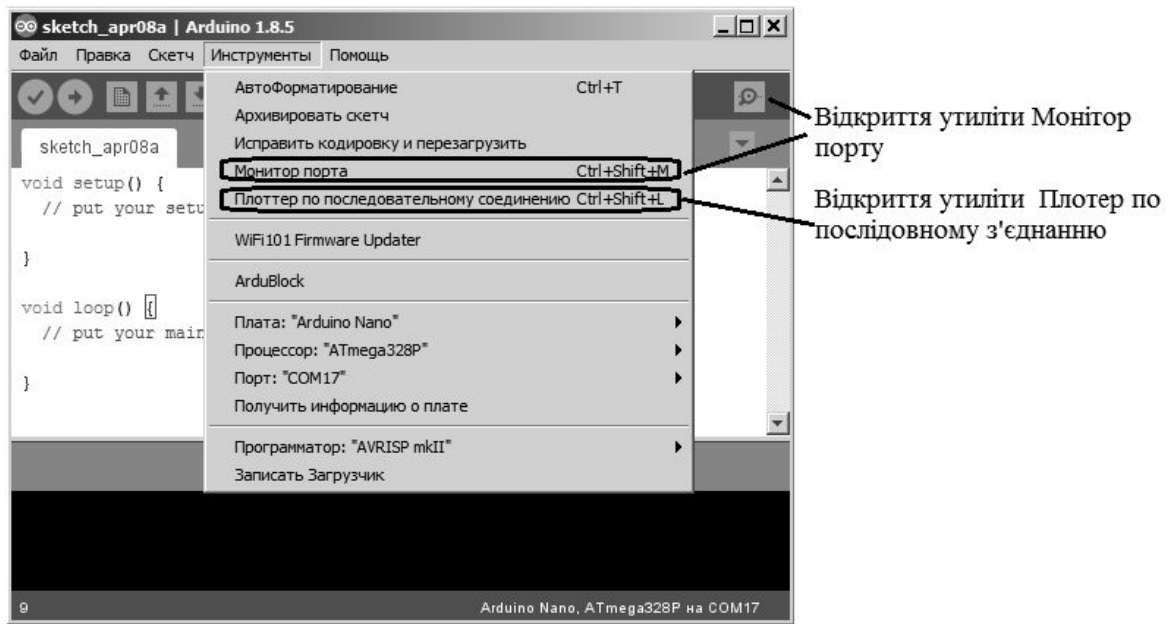 sketch_apr08a | Arduino 1.8.5
Файл Правка Скетч Инструменты Помощь
АвтоФорматирование Ctrl+T
Архивировать скетч
Исправить кодировку и перезагрузить
Монитор порта Ctrl+Shift+M
Плоттер по последовательному соединению Ctrl+Shift+L
WiFi101 Firmware Updater
ArduBlock
Плата: "Arduino Nano"
Процессор: "ATmega328P"
Порт: "COM17"
Получить информацию о плате
Программатор: "AVRISP mkII"
Записать Загрузчик
sketch_apr08a
void setup() {
// put your setu
}
void loop() {
// put your main
}
9 Arduino Nano, ATmega328P на COM17
Відкриття утиліти Монітор
порту
Відкриття утиліти Плотер по
послідовному з'єднанню